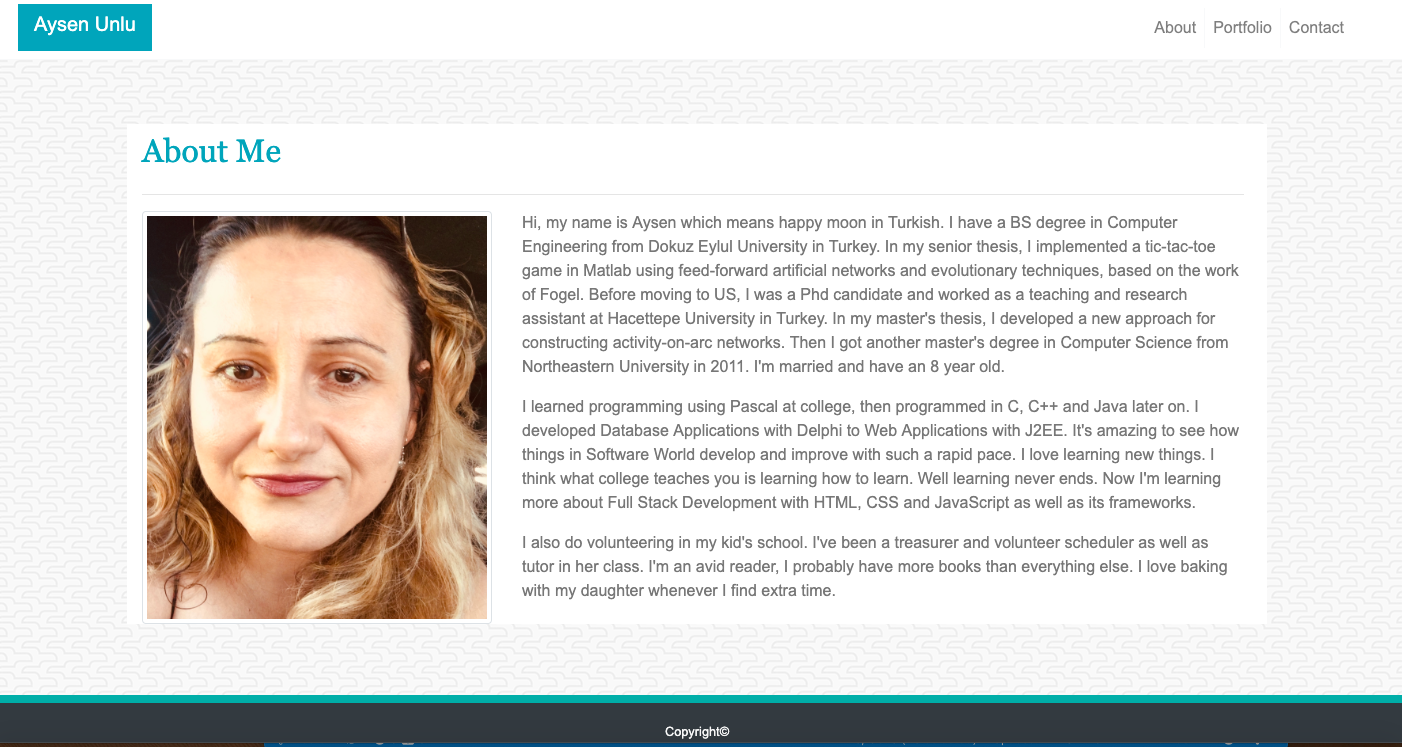 Aysen Unlu
About Portfolio Contact
About Me
Hi, my name is Aysen which means happy moon in Turkish. I have a BS degree in Computer
Engineering from Dokuz Eylul University in Turkey. In my senior thesis, I implemented a tic-tac-toe
game in Matlab using feed-forward artificial networks and evolutionary techniques, based on the work
of Fogel. Before moving to US, I was a Phd candidate and worked as a teaching and research
assistant at Hacettepe University in Turkey. In my master's thesis, I developed a new approach for
constructing activity-on-arc networks. Then I got another master's degree in Computer Science from
Northeastern University in 2011. I'm married and have an 8 year old.
I learned programming using Pascal at college, then programmed in C, C++ and Java later on. I
developed Database Applications with Delphi to Web Applications with J2EE. It's amazing to see how
things in Software World develop and improve with such a rapid pace. I love learning new things. I
think what college teaches you is learning how to learn. Well learning never ends. Now I'm learning
more about Full Stack Development with HTML, CSS and JavaScript as well as its frameworks.
I also do volunteering in my kid's school. I've been a treasurer and volunteer scheduler as well as
tutor in her class. I'm an avid reader, I probably have more books than everything else. I love baking
with my daughter whenever I find extra time.
Copyright©